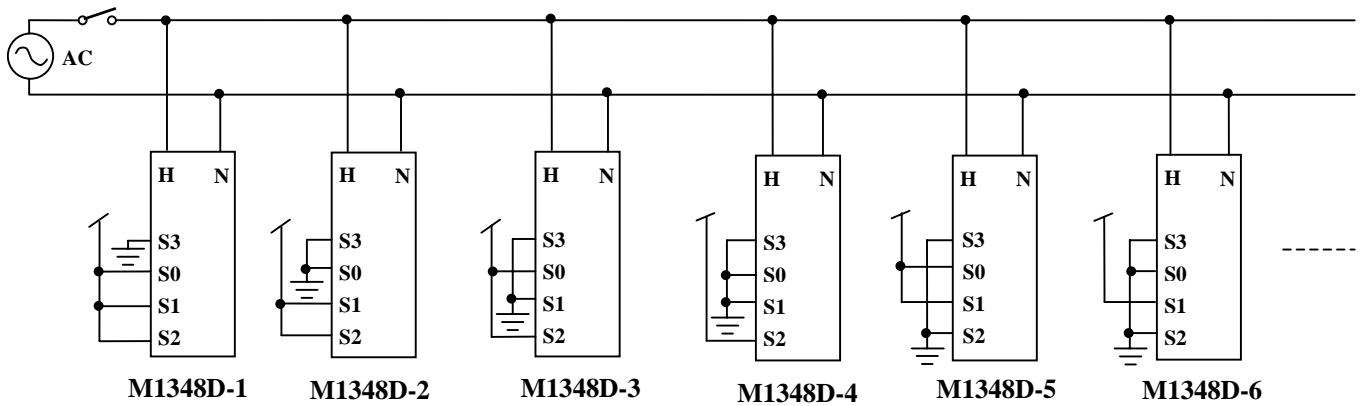 AC
H N
S3
S0
S1
S2
M1348D-1
H N
S3
S0
S1
S2
M1348D-2
H N
S3
S0
S1
S2
M1348D-3
H N
S3
S0
S1
S2
M1348D-4
H N
S3
S0
S1
S2
M1348D-5
H N
S3
S0
S1
S2
M1348D-6